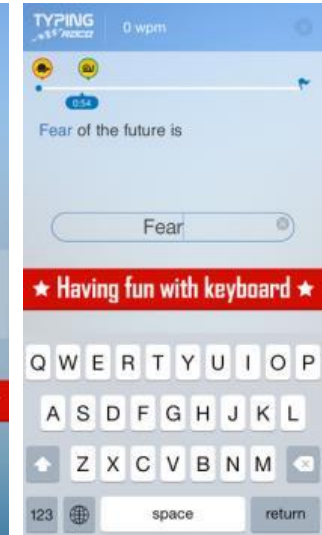 TYPING
RACE
0 wpm
0:54
Fear of the future is
Fear
★ Having fun with keyboard ★
Q W E R T Y U I O P
A S D F G H J K L
Z X C V B N M
123 space return